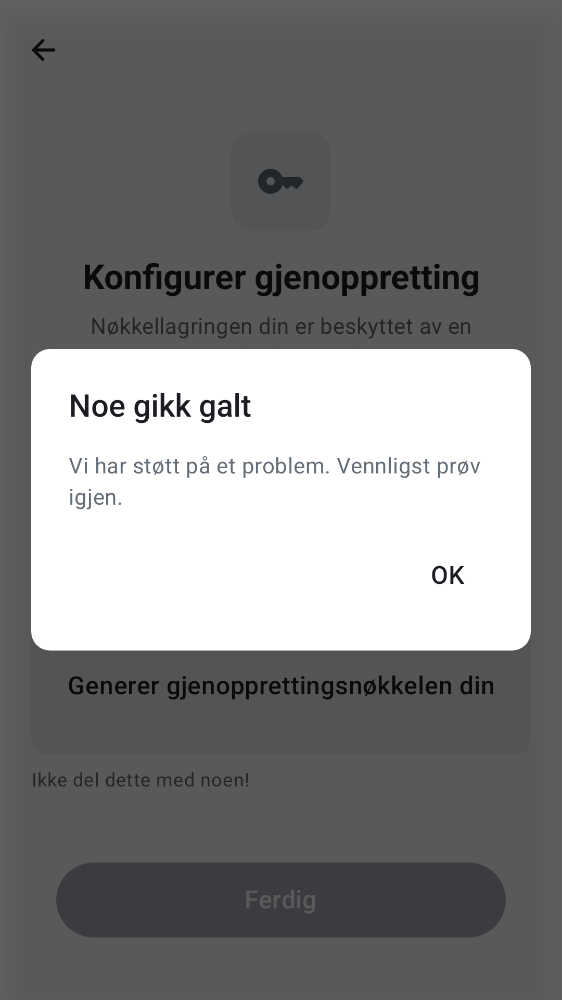 Konfigurer gjenoppretting
Nøkkellagringen din er beskyttet av en
Noe gikk galt
Vi har støtt på et problem. Vennligst prøv
igjen.
OK
Generer gjenopprettingsnøkkelen din
Ikke del dette med noen!
Ferdig